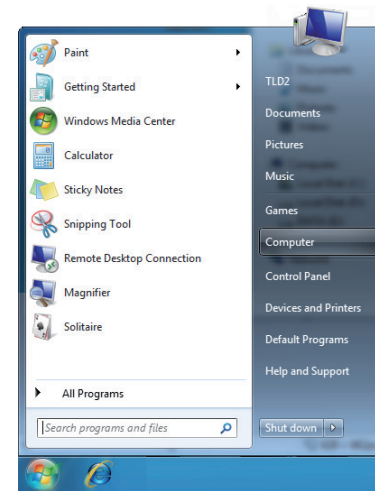 Paint
Getting Started
Windows Media Center
Calculator
Sticky Notes
Snipping Tool
Remote Desktop Connection
Magnifier
Solitaire
All Programs
Search programs and files
TLD2
Documents
Pictures
Music
Games
Computer
Control Panel
Devices and Printers
Default Programs
Help and Support
Shut down